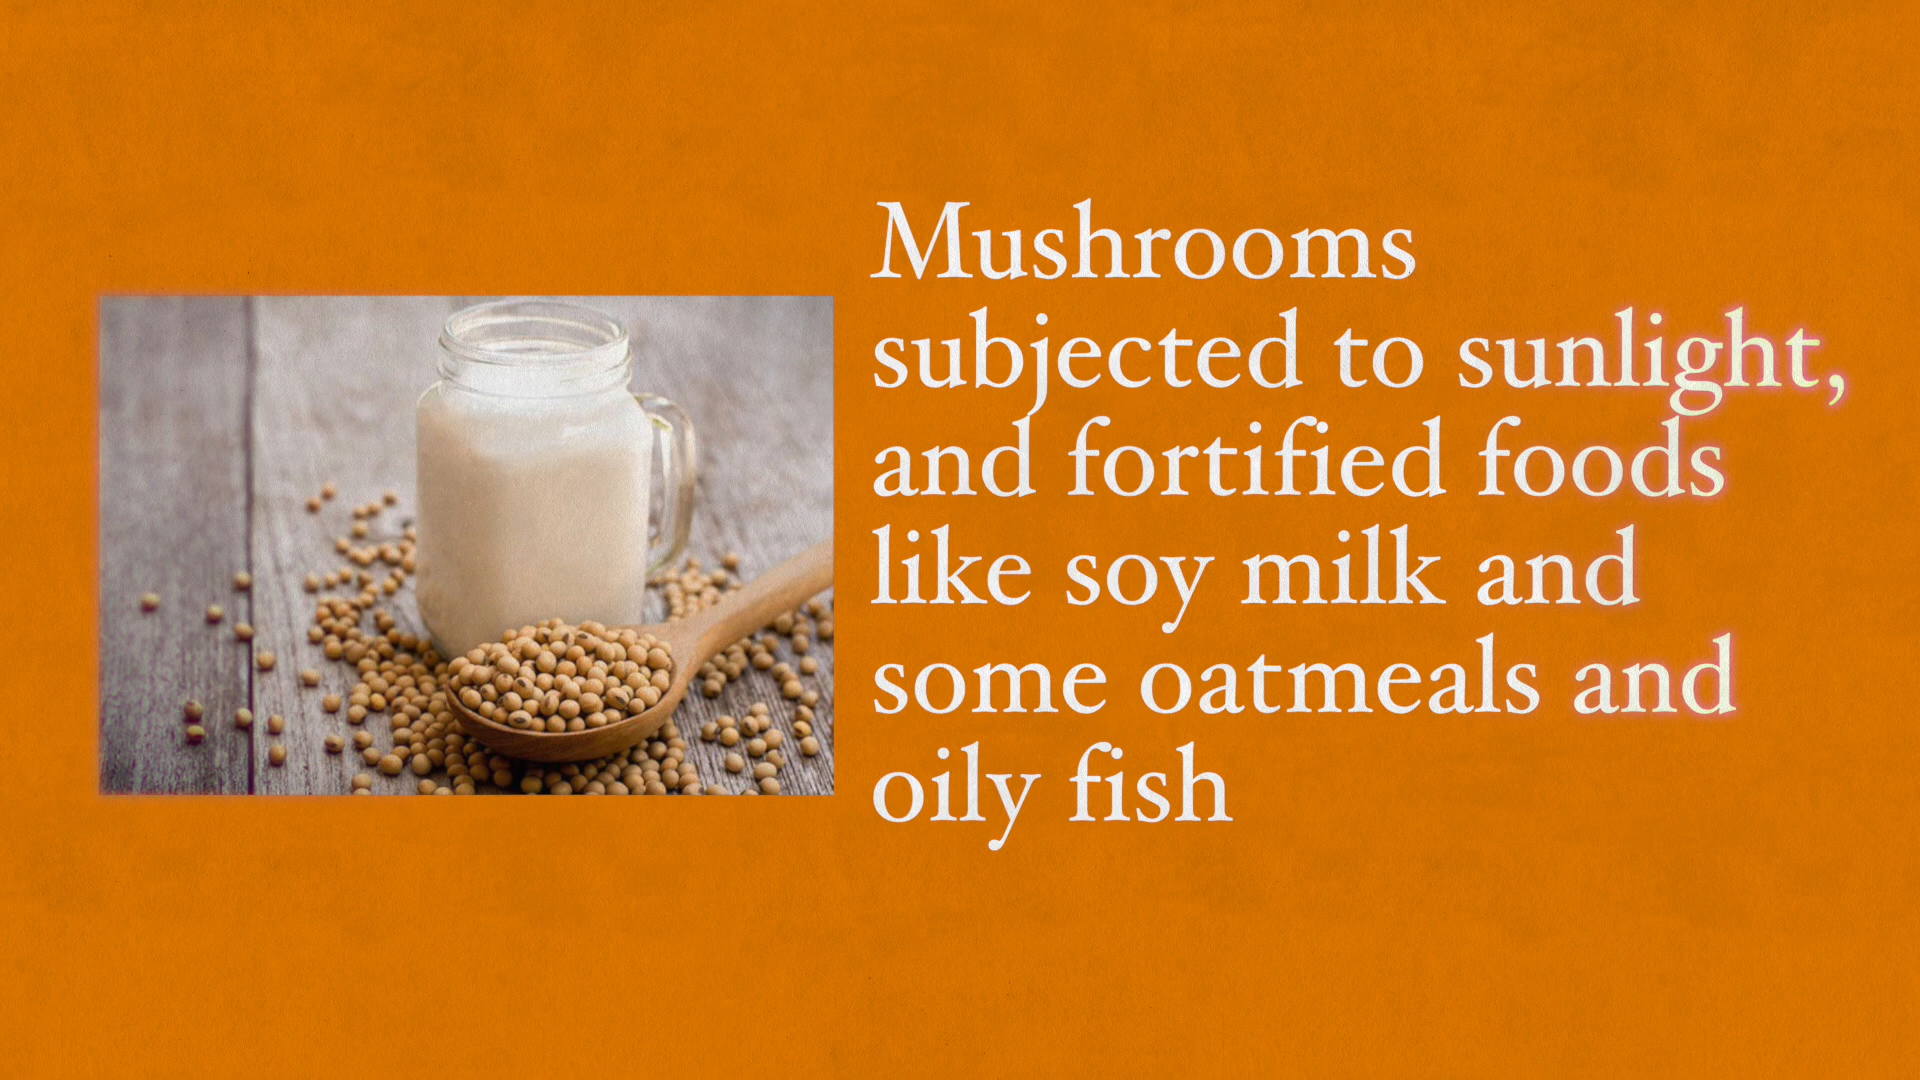 Mushrooms
subjected to sunlight,
and fortified foods
like soy milk and
some oatmeals and
oily fish